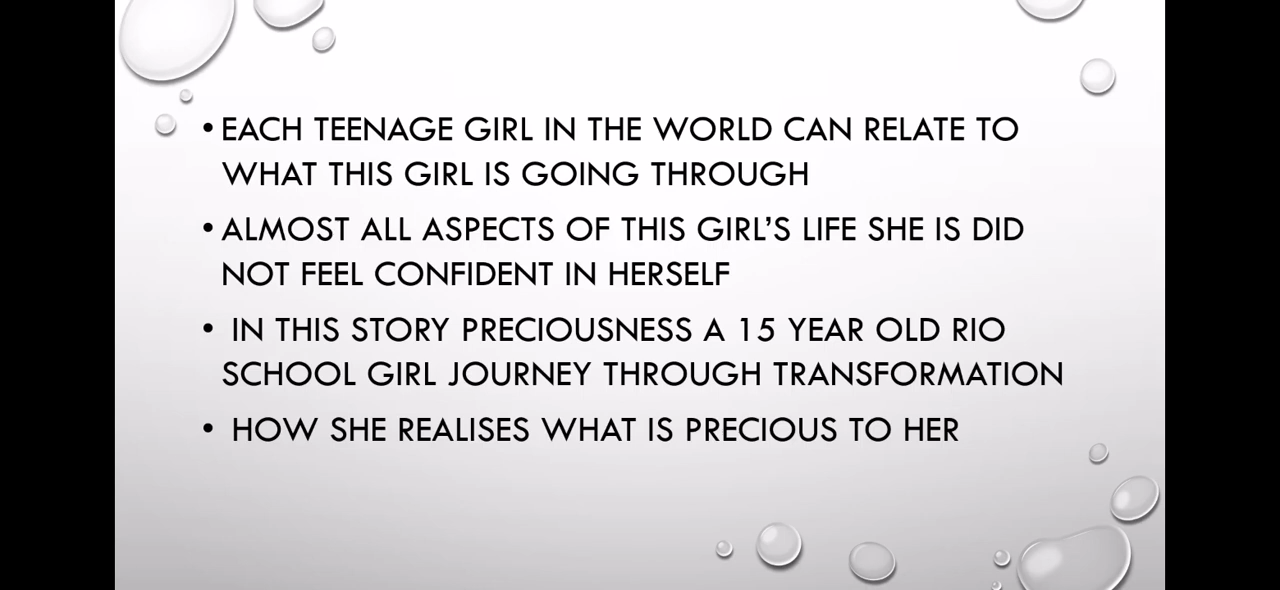 • EACH TEENAGE GIRL IN THE WORLD CAN RELATE TO
WHAT THIS GIRL IS GOING THROUGH
• ALMOST ALL ASPECTS OF THIS GIRL’S LIFE SHE IS DID
NOT FEEL CONFIDENT IN HERSELF
• IN THIS STORY PRECIOUSNESS A 15 YEAR OLD RIO
SCHOOL GIRL JOURNEY THROUGH TRANSFORMATION
• HOW SHE REALISES WHAT IS PRECIOUS TO HER